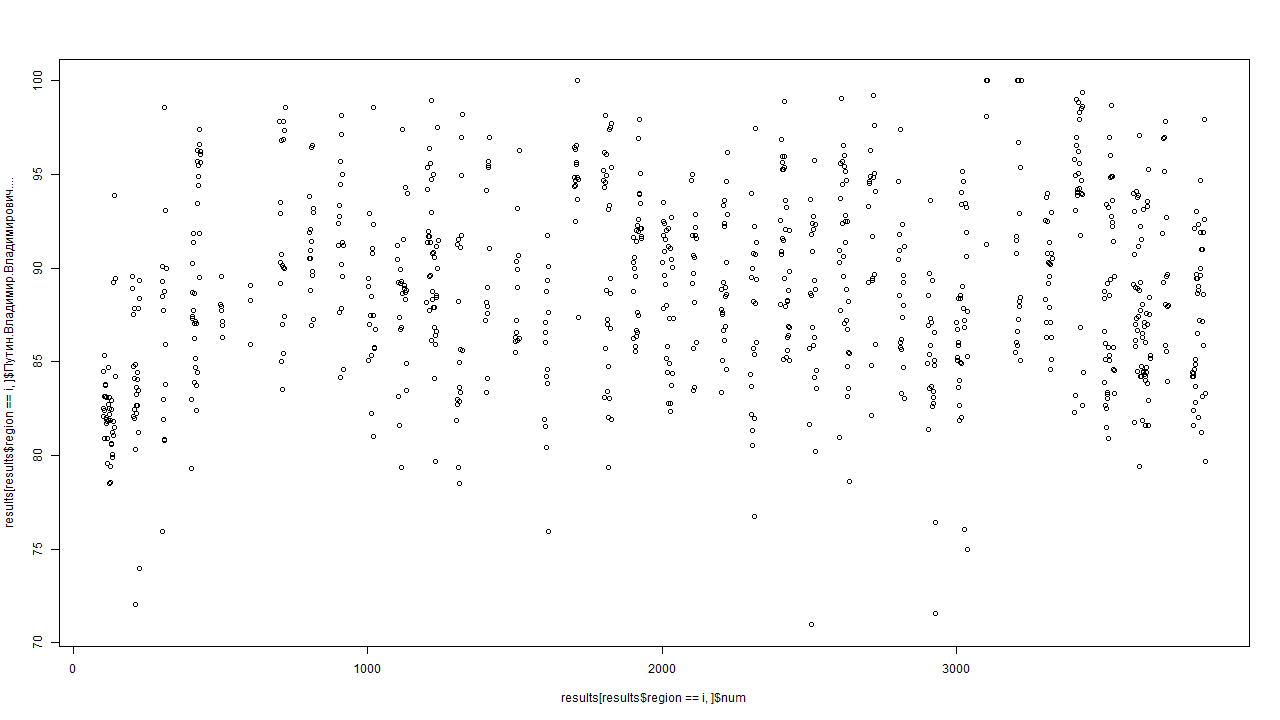 100
95
90
85
80
75
70
results[results$region == i, ]$Путин.Владимир.Владимирович....
0 1000 2000 3000
results[results$region == i, ]$num